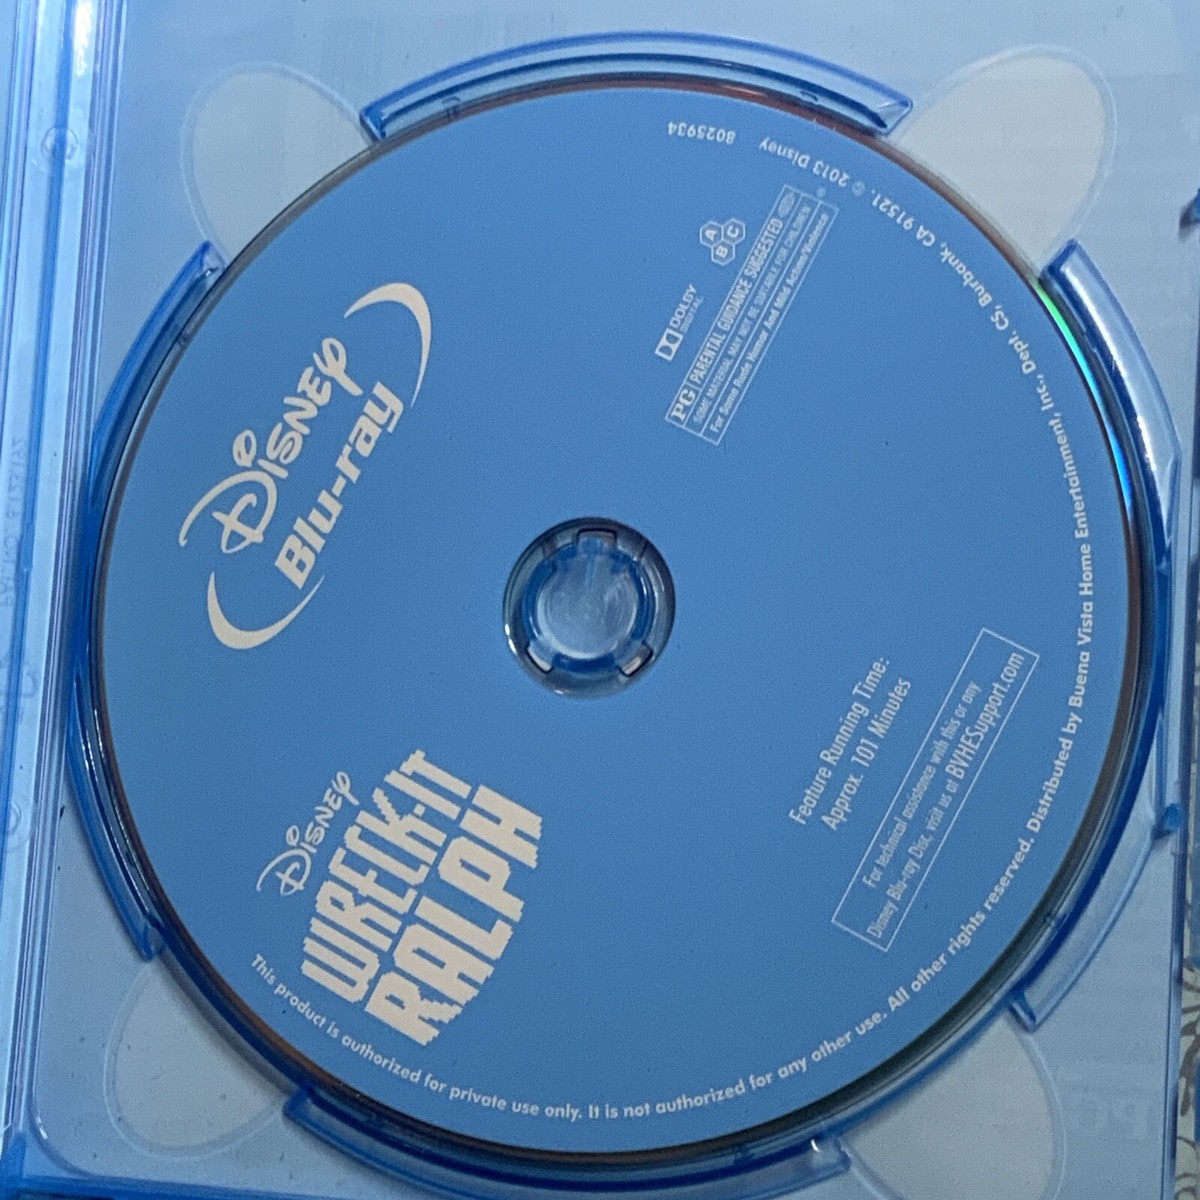 Disney
Blu-ray
Disney
WRECK-IT
RALPH
DOLBY
DIGITAL
A
B
C
PG PARENTAL GUIDANCE SUGGESTED
SOME MATERIAL MAY NOT BE SUITABLE FOR CHILDREN
For Some Rude Humor And Mild Action/Violence
Feature Running Time:
Approx. 101 Minutes
For technical assistance with this or any
Disney Blu-ray Disc, visit us at BVHESupport.com
This product is authorized for private use only. It is not authorized for any other use. All other rights reserved. Distributed by Buena Vista Home Entertainment, Inc., Dept. CS, Burbank, CA 91521. © 2013 Disney
8025934